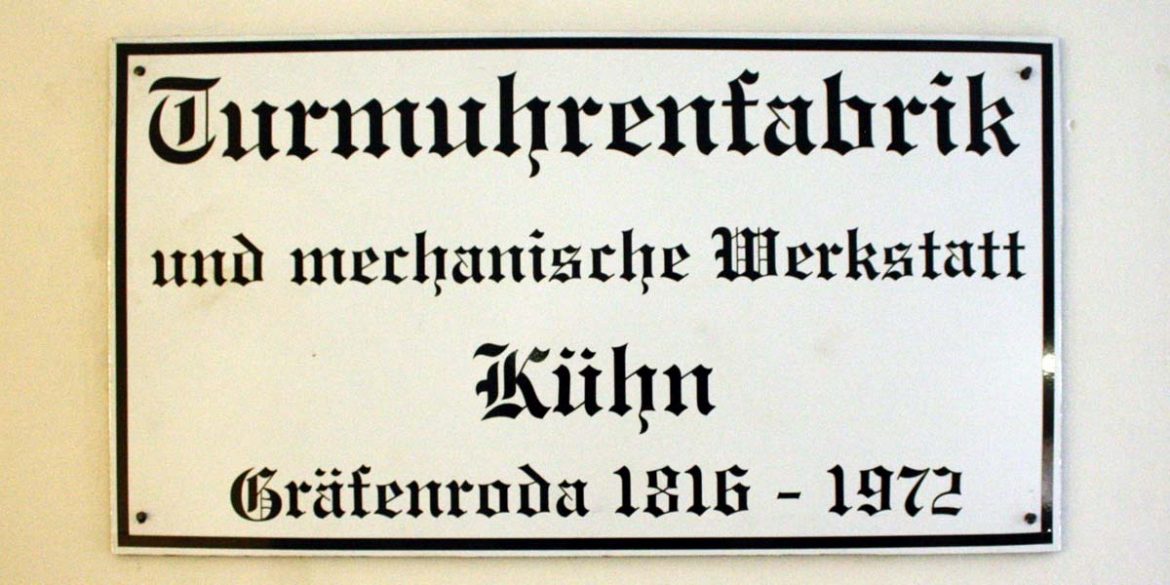 Turmuhrenfabrik
und mechanische Werkstatt
Kühn
Gräfenroda 1816 - 1972